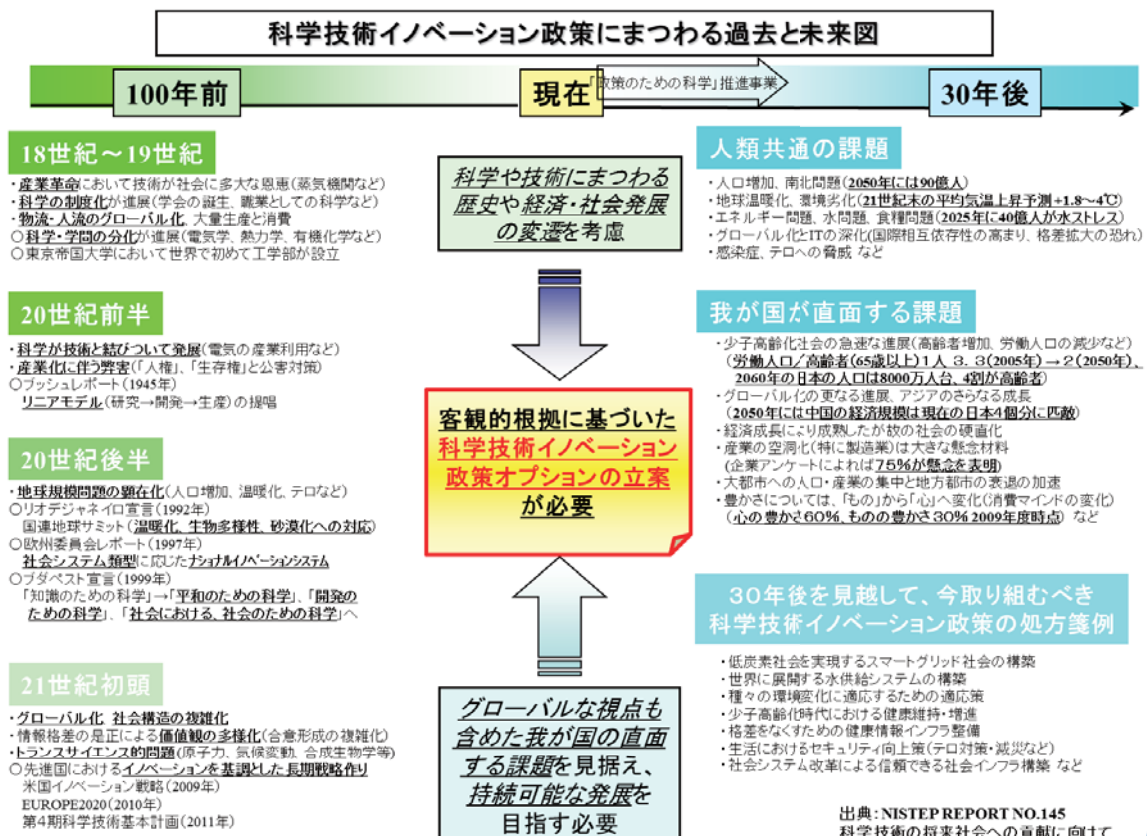 科学技術イノベーション政策にまつわる過去と未来図
100年前
現在
「政策のための科学」推進事業
30年後
18世紀～19世紀
・産業革命において技術が社会に多大な恩恵(蒸気機関など)
・科学の制度化が進展(学会の誕生、職業としての科学など)
・物流・人流のグローバル化、大量生産と消費
○科学・学問の分化が進展(電気学、熱力学、有機化学など)
○東京帝国大学において世界で初めて工学部が設立
20世紀前半
・科学が技術と結びついて発展(電気の産業利用など)
・産業化に伴う弊害(「人権」、「生存権」と公害対策)
○ブッシュレポート(1945年)
リニアモデル(研究→開発→生産)の提唱
20世紀後半
・地球規模問題の顕在化(人口増加、温暖化、テロなど)
○リオデジャネイロ宣言(1992年)
国連地球サミット(温暖化、生物多様性、砂漠化への対応)
○欧州委員会レポート(1997年)
社会システム類型に応じたナショナルイノベーションシステム
○ブダペスト宣言(1999年)
「知識のための科学」→「平和のための科学」、「開発の
ための科学」、「社会における、社会のための科学」へ
21世紀初頭
・グローバル化、社会構造の複雑化
・情報格差の是正による価値観の多様化(合意形成の複雑化)
・トランスサイエンス的問題(原子力、気候変動、合成生物学等)
○先進国におけるイノベーションを基調とした長期戦略作り
米国イノベーション戦略(2009年)
EUROPE2020(2010年)
第4期科学技術基本計画(2011年)
科学や技術にまつわる
歴史や経済・社会発展
の変遷を考慮
客観的根拠に基づいた
科学技術イノベーション
政策オプションの立案
が必要
グローバルな視点も
含めた我が国の直面
する課題を見据え、
持続可能な発展を
目指す必要
人類共通の課題
・人口増加、南北問題(2050年には90億人)
・地球温暖化、環境劣化(21世紀末の平均気温上昇予測+1.8～4℃)
・エネルギー問題、水問題、食糧問題(2025年に40億人が水ストレス)
・グローバル化とITの深化(国際相互依存性の高まり、格差拡大の恐れ)
・感染症、テロへの脅威 など
我が国が直面する課題
・少子高齢化社会の急速な進展(高齢者増加、労働人口の減少など)
(労働人口/高齢者(65歳以上)1人 3.3(2005年)→2(2050年)、
2060年の日本の人口は8000万人台、4割が高齢者)
・グローバル化の更なる進展、アジアのさらなる成長
(2050年には中国の経済規模は現在の日本4個分に匹敵)
・経済成長により成熟したが故の社会の硬直化
・産業の空洞化(特に製造業)は大きな懸念材料
(企業アンケートによれば75%が懸念を表明)
・大都市への人口・産業の集中と地方都市の衰退の加速
・豊かさについては、「もの」から「心」へ変化(消費マインドの変化)
(心の豊かさ60%、ものの豊かさ30% 2009年度時点) など
30年後を見越して、今取り組むべき
科学技術イノベーション政策の処方箋例
・低炭素社会を実現するスマートグリッド社会の構築
・世界に展開する水供給システムの構築
・種々の環境変化に適応するための適応策
・少子高齢化時代における健康維持・増進
・格差をなくすための健康情報インフラ整備
・生活におけるセキュリティ向上策(テロ対策・減災など)
・社会システム改革による信頼できる社会インフラ構築 など
出典：NISTEP REPORT NO.145
科学技術の将来社会への貢献に向けて